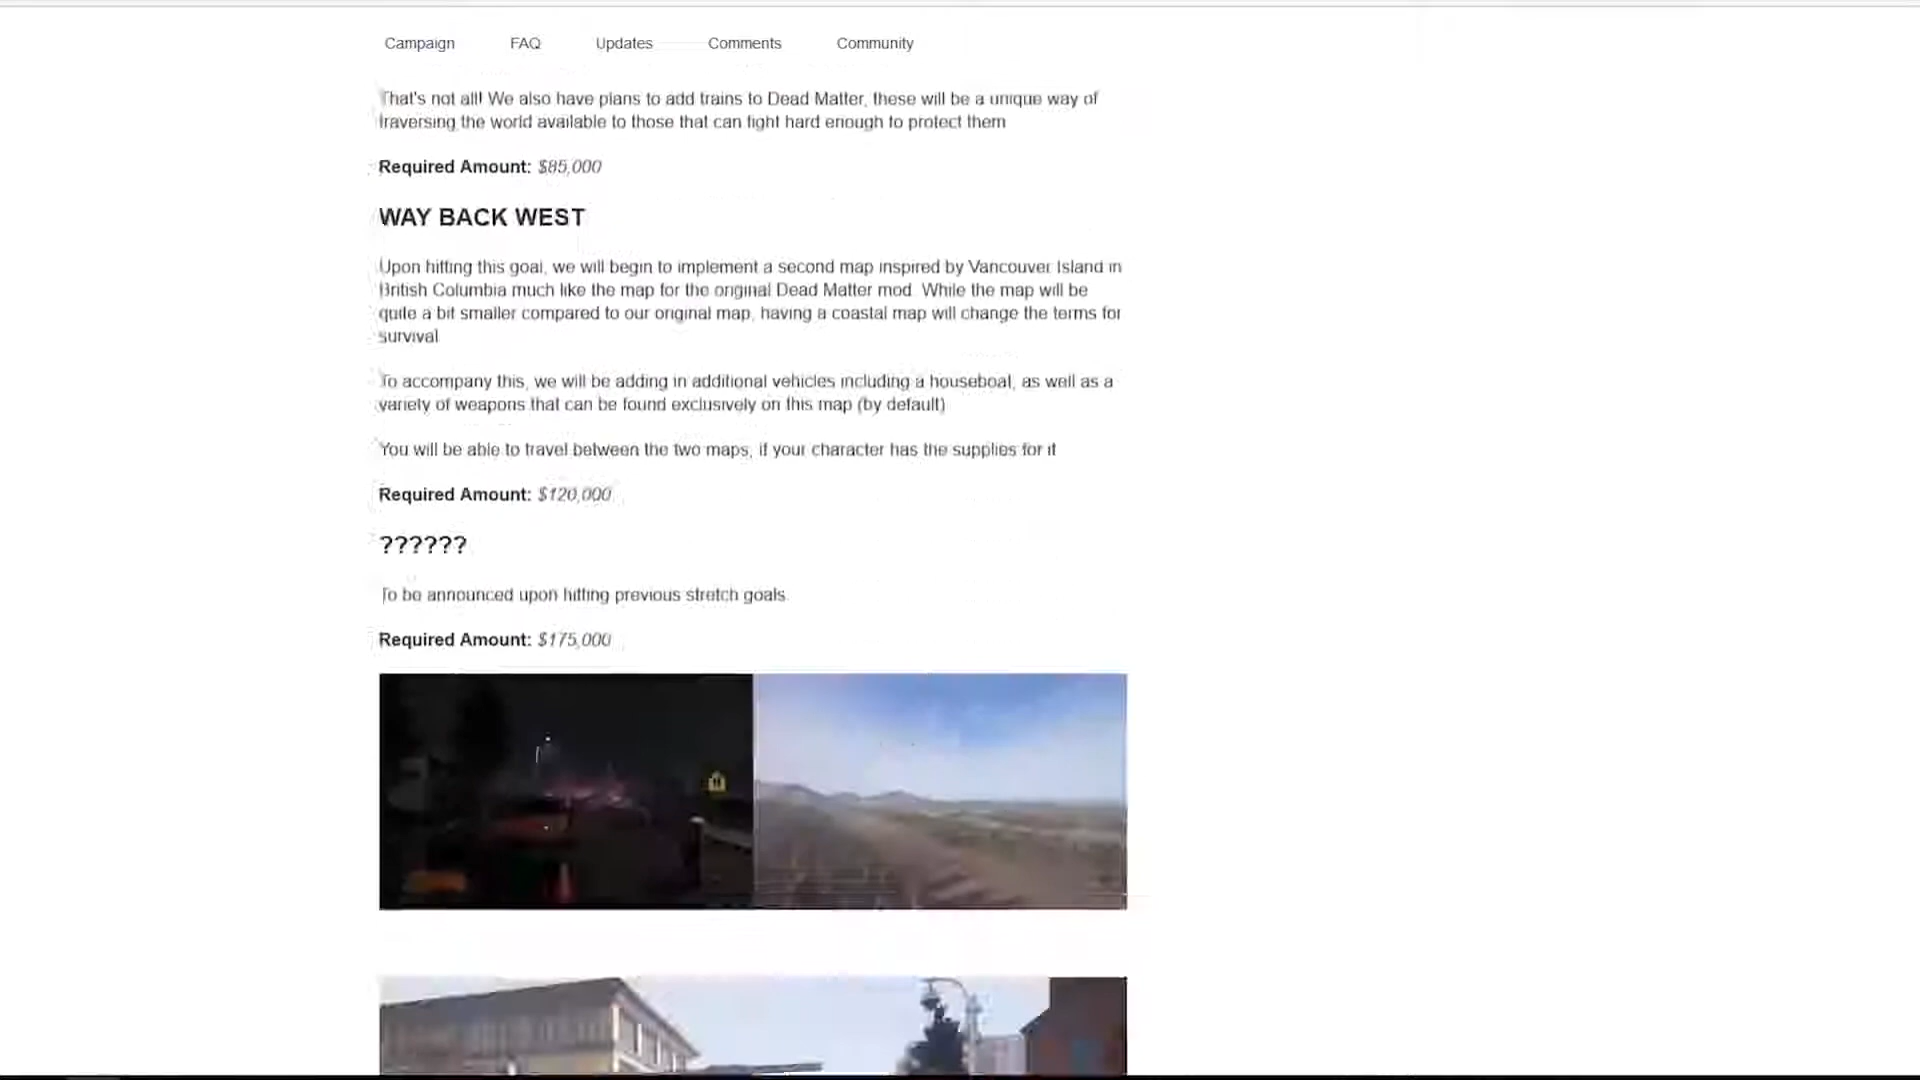 Campaign FAQ Updates Comments Community
That's not all! We also have plans to add trains to Dead Matter, these will be a unique way of
traversing the world available to those that can fight hard enough to protect them
Required Amount: $85,000
WAY BACK WEST
Upon hitting this goal, we will begin to implement a second map inspired by Vancouver Island in
British Columbia much like the map for the original Dead Matter mod. While the map will be
quite a bit smaller compared to our original map, having a coastal map will change the terms for
survival
To accompany this, we will be adding in additional vehicles including a houseboat, as well as a
variety of weapons that can be found exclusively on this map (by default)
You will be able to travel between the two maps, if your character has the supplies for it
Required Amount: $120,000
??????
To be announced upon hitting previous stretch goals.
Required Amount: $175,000